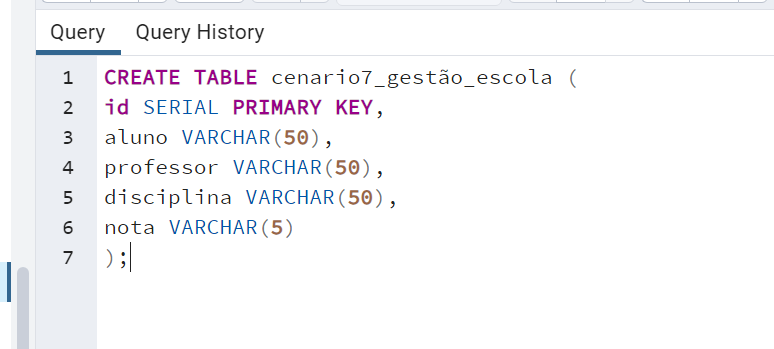 Query Query History
1 CREATE TABLE cenario7_gestão_escola (
2 id SERIAL PRIMARY KEY,
3 aluno VARCHAR(50),
4 professor VARCHAR(50),
5 disciplina VARCHAR(50),
6 nota VARCHAR(5)
7 );